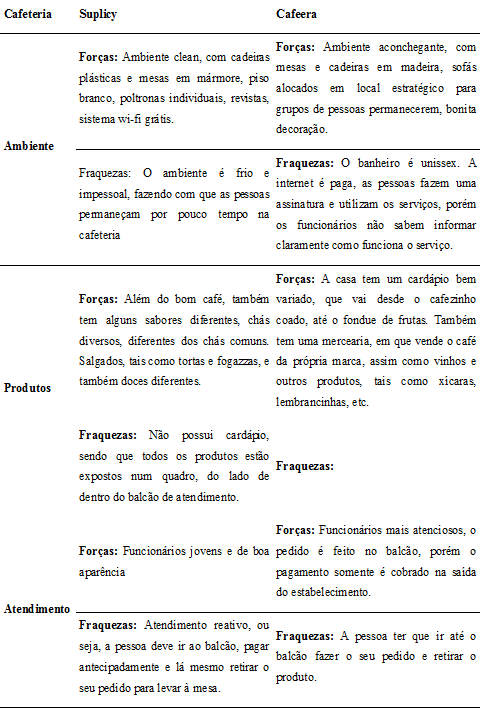 Cafeteria Suplicy Cafeera
Ambiente
Forças: Ambiente clean, com cadeiras
plásticas e mesas em mármore, piso
branco, poltronas individuais, revistas,
sistema wi-fi grátis.
Forças: Ambiente aconchegante, com
mesas e cadeiras em madeira, sofás
alocados em local estratégico para
grupos de pessoas permanecerem, bonita
decoração.
Fraquezas: O ambiente é frio e
impessoal, fazendo com que as pessoas
permaneçam por pouco tempo na
cafeteria
Fraquezas: O banheiro é unissex. A
internet é paga, as pessoas fazem uma
assinatura e utilizam os serviços, porém
os funcionários não sabem informar
claramente como funciona o serviço.
Produtos
Forças: Além do bom café, também
tem alguns sabores diferentes, chás
diversos, diferentes dos chás comuns.
Salgados, tais como tortas e fogazzas, e
também doces diferentes.
Forças: A casa tem um cardápio bem
variado, que vai desde o cafezinho
coado, até o fondue de frutas. Também
tem uma mercearia, em que vende o café
da própria marca, assim como vinhos e
outros produtos, tais como xícaras,
lembrancinhas, etc.
Fraquezas: Não possui cardápio,
sendo que todos os produtos estão
expostos num quadro, do lado de
dentro do balcão de atendimento.
Fraquezas:
Atendimento
Forças: Funcionários jovens e de boa
aparência
Forças: Funcionários mais atenciosos, o
pedido é feito no balcão, porém o
pagamento somente é cobrado na saída
do estabelecimento.
Fraquezas: Atendimento reativo, ou
seja, a pessoa deve ir ao balcão, pagar
antecipadamente e lá mesmo retirar o
seu pedido para levar à mesa.
Fraquezas: A pessoa ter que ir até o
balcão fazer o seu pedido e retirar o
produto.